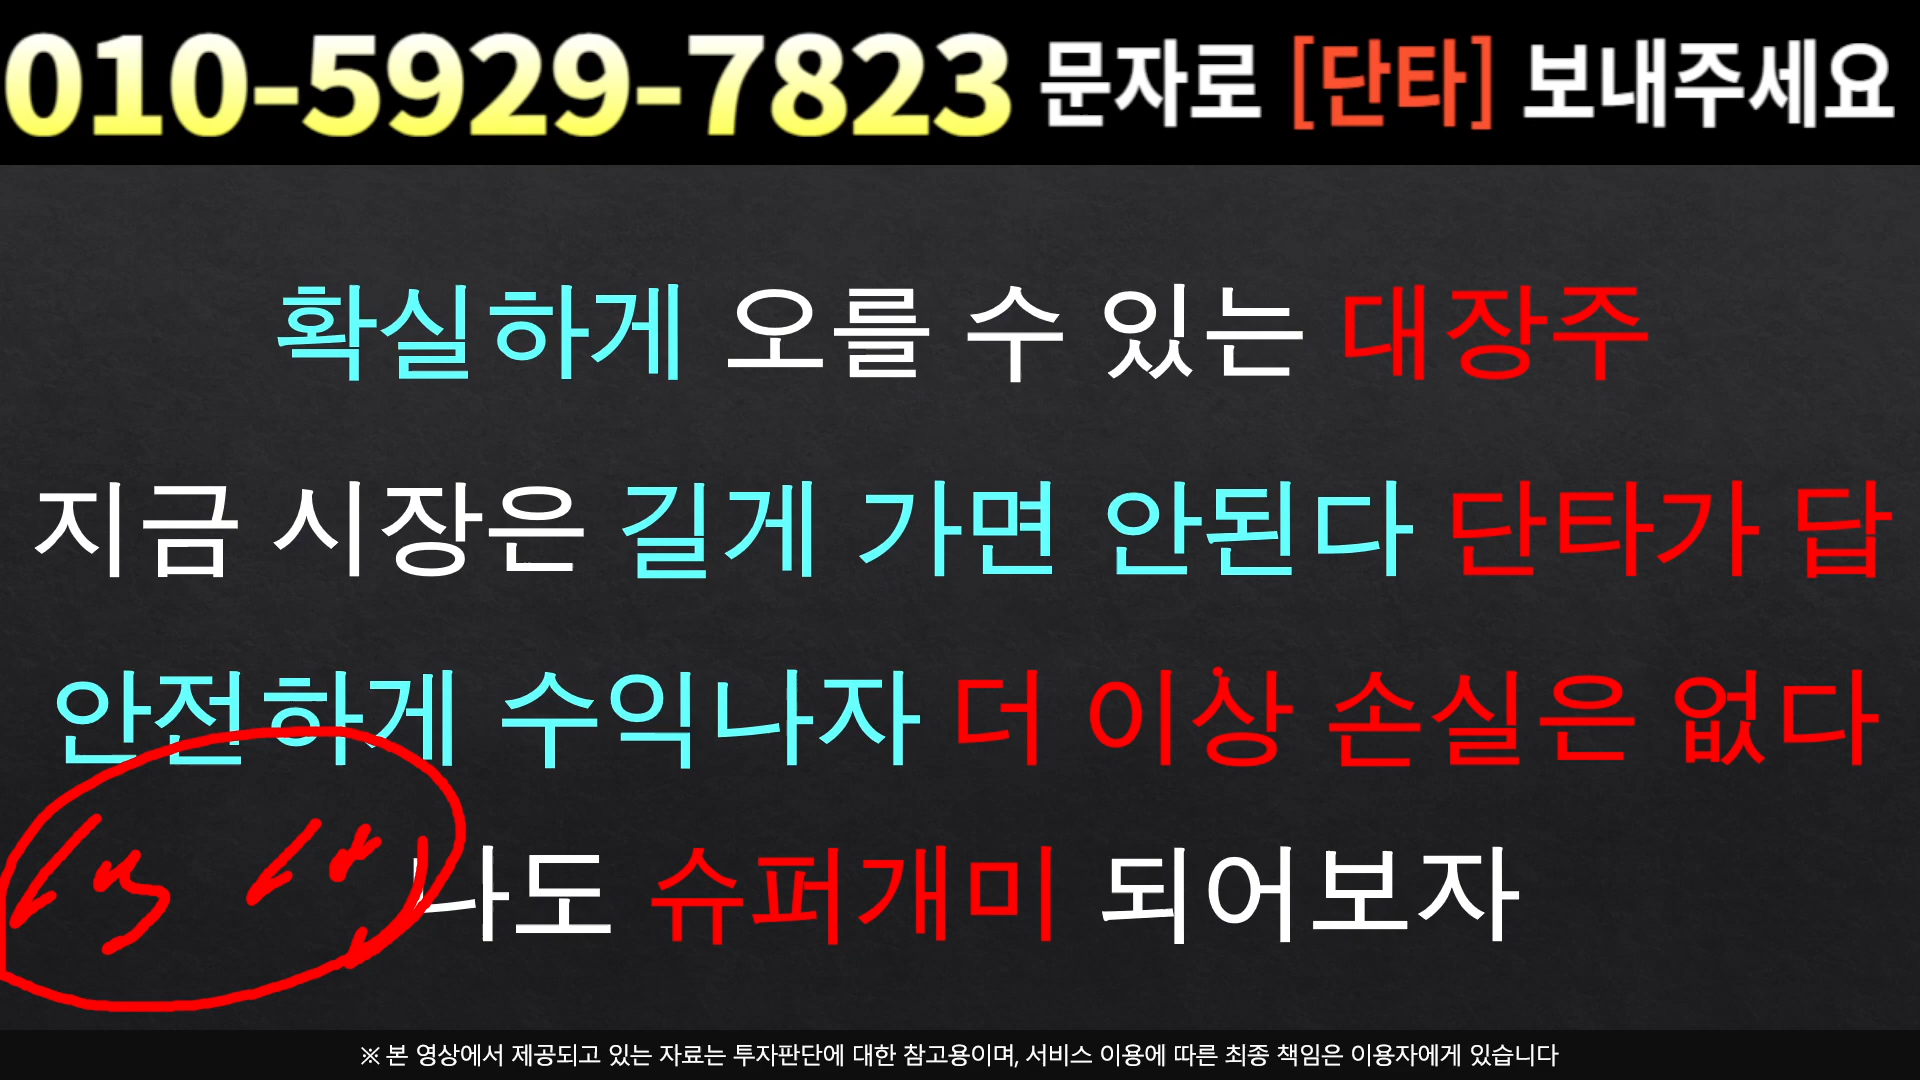 010-5929-7823 문자로 [단타] 보내주세요
확실하게 오를 수 있는 대장주
지금 시장은 길게 가면 안된다 단타가 답
안전하게 수익나자 더 이상 손실은 없다
나도 슈퍼개미 되어보자
※ 본 영상에서 제공되고 있는 자료는 투자판단에 대한 참고용이며, 서비스 이용에 따른 최종 책임은 이용자에게 있습니다